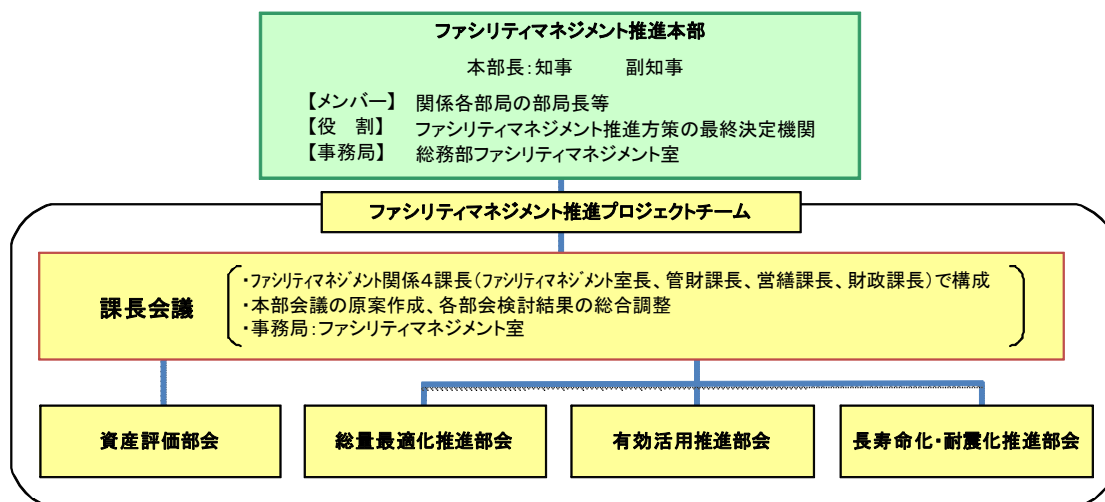 ファシリティマネジメント推進本部
本部長：知事　　副知事
【メンバー】　関係各部局の部局長等
【役　割】　ファシリティマネジメント推進方策の最終決定機関
【事務局】　総務部ファシリティマネジメント室
ファシリティマネジメント推進プロジェクトチーム
課長会議
・ﾌｧｼﾘﾃｨﾏﾈｼﾞﾒﾝﾄ関係４課長（ﾌｧｼﾘﾃｨﾏﾈｼﾞﾒﾝﾄ室長、管財課長、営繕課長、財政課長）で構成
・本部会議の原案作成、各部会検討結果の総合調整
・事務局：ファシリティマネジメント室
資産評価部会
総量最適化推進部会
有効活用推進部会
長寿命化・耐震化推進部会